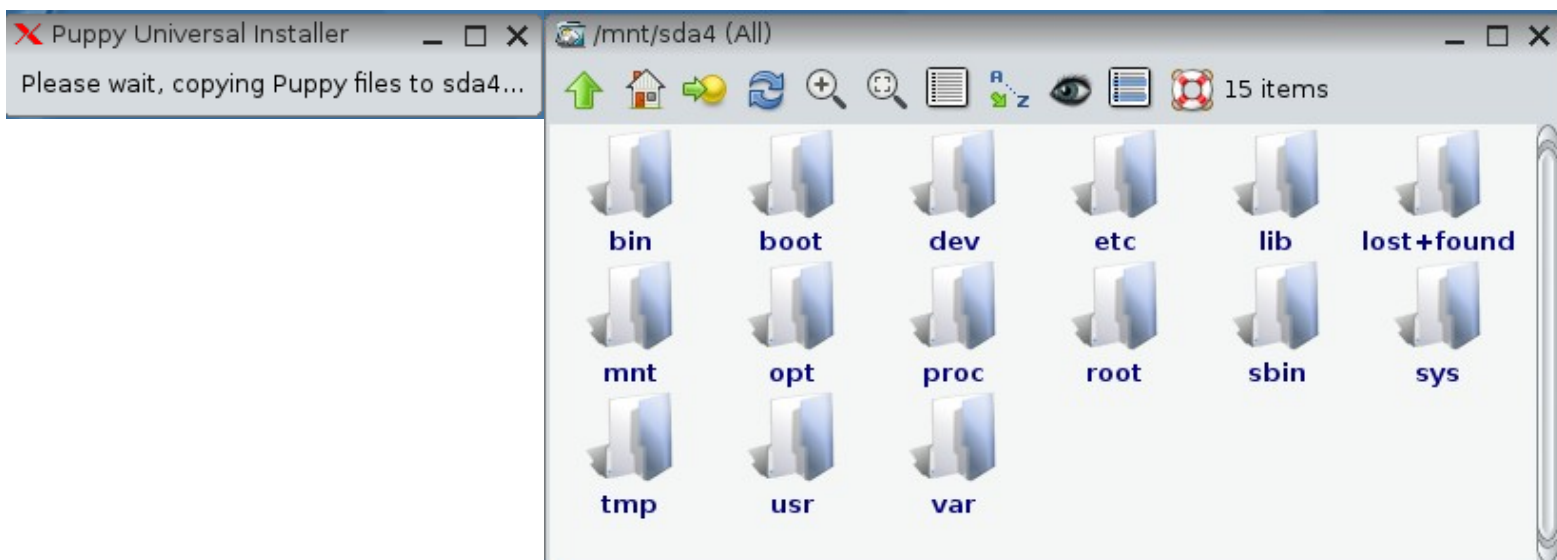 Puppy Universal Installer
Please wait, copying Puppy files to sda4...
/mnt/sda4 (All)
A
z
15 items
bin boot dev etc lib lost+found
mnt opt proc root sbin sys
tmp usr var